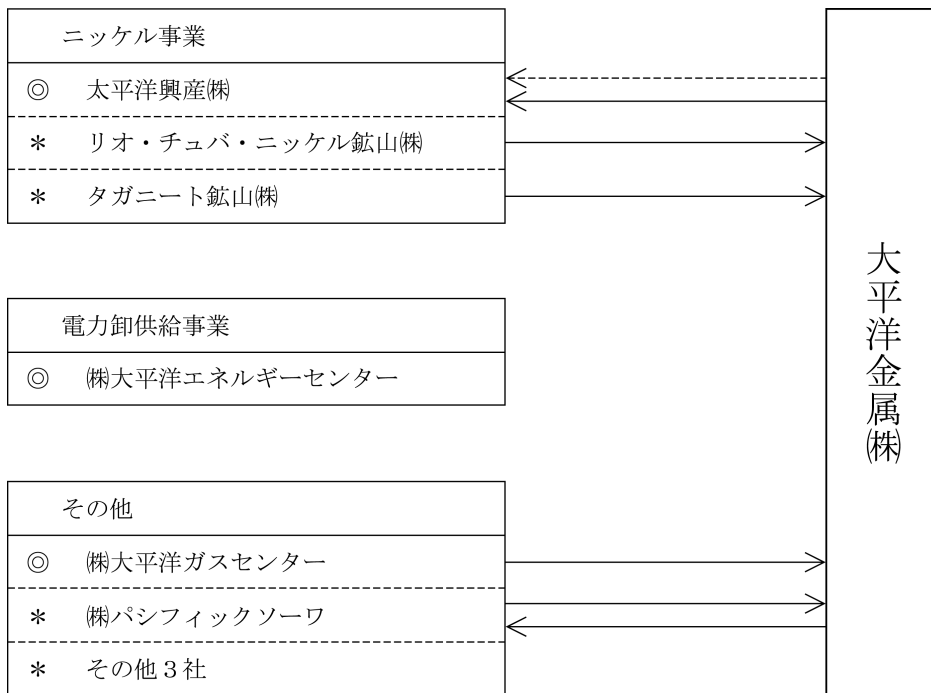 ニッケル事業
◎ 太平洋興産㈱
＊ リオ・チュバ・ニッケル鉱山㈱
＊ タガニート鉱山㈱
電力卸供給事業
◎ ㈱大平洋エネルギーセンター
その他
◎ ㈱大平洋ガスセンター
＊ ㈱パシフィックソーワ
＊ その他３社
大平洋金属㈱